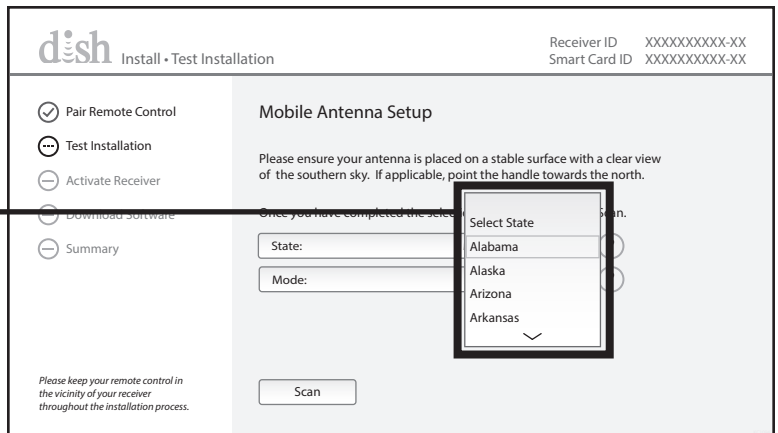 dish Install • Test Installation
Receiver ID XXXXXXXXXX-XX
Smart Card ID XXXXXXXXXX-XX
Pair Remote Control
Test Installation
Activate Receiver
Download Software
Summary
Please keep your remote control in
the vicinity of your receiver
throughout the installation process.
Mobile Antenna Setup
Please ensure your antenna is placed on a stable surface with a clear view
of the southern sky. If applicable, point the handle towards the north.
Once you have completed the
State:
Mode:
Select State
Alabama
Alaska
Arizona
Arkansas
Scan